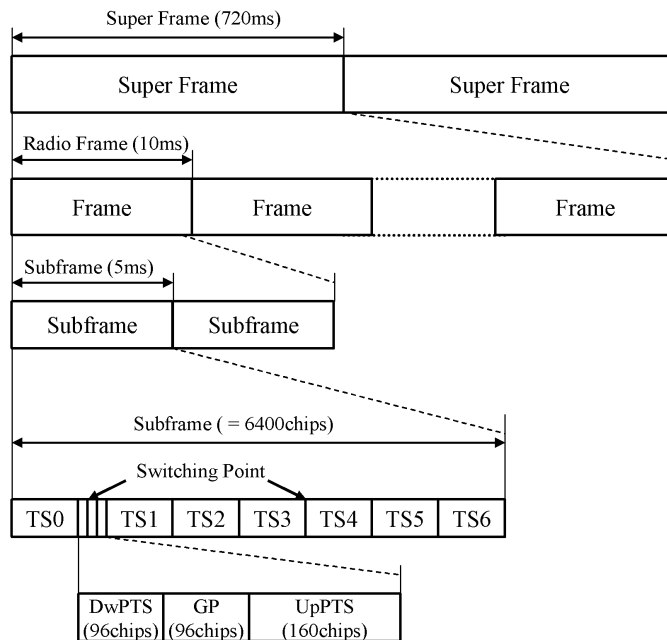 Super Frame (720ms)
Super Frame Super Frame
Radio Frame (10ms)
Frame Frame Frame
Subframe (5ms)
Subframe Subframe
Subframe ( = 6400chips)
Switching Point
TS0 TS1 TS2 TS3 TS4 TS5 TS6
DwPTS GP UpPTS
(96chips) (96chips) (160chips)